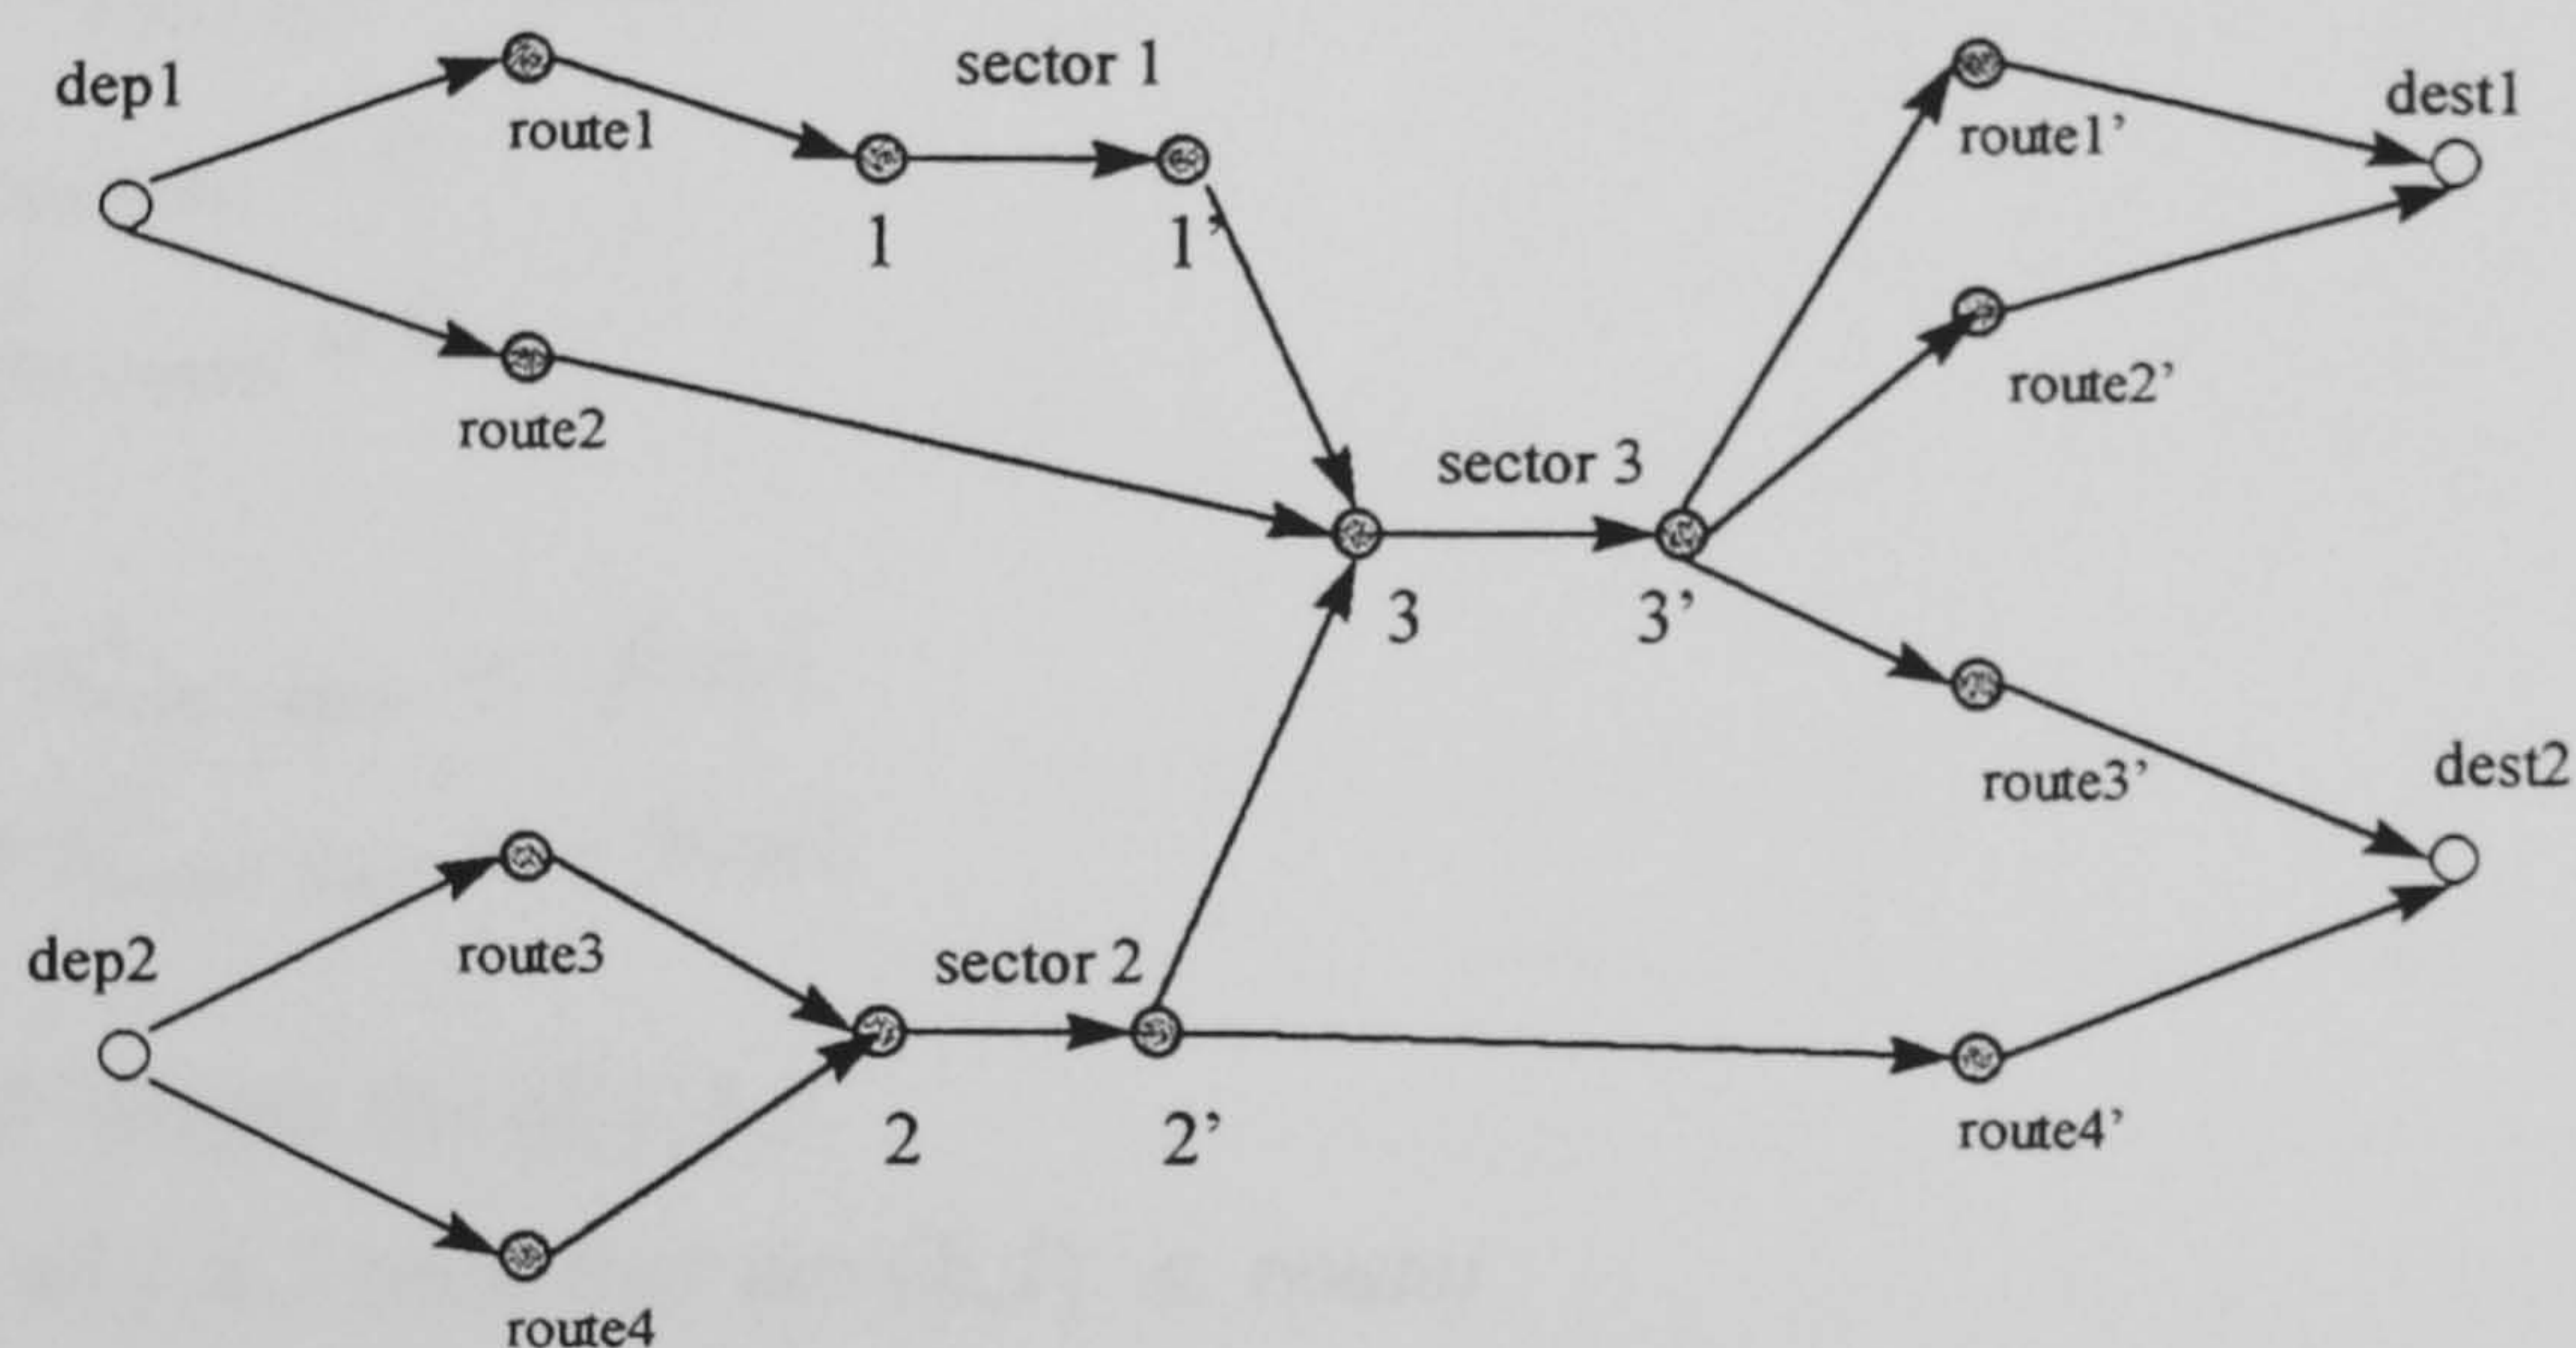 dep1
route1
sector 1
1
1’
route2
route1’
dest1
route2’
sector 3
3
3’
route3’
dest2
dep2
route3
sector 2
2
2’
route4
route4’